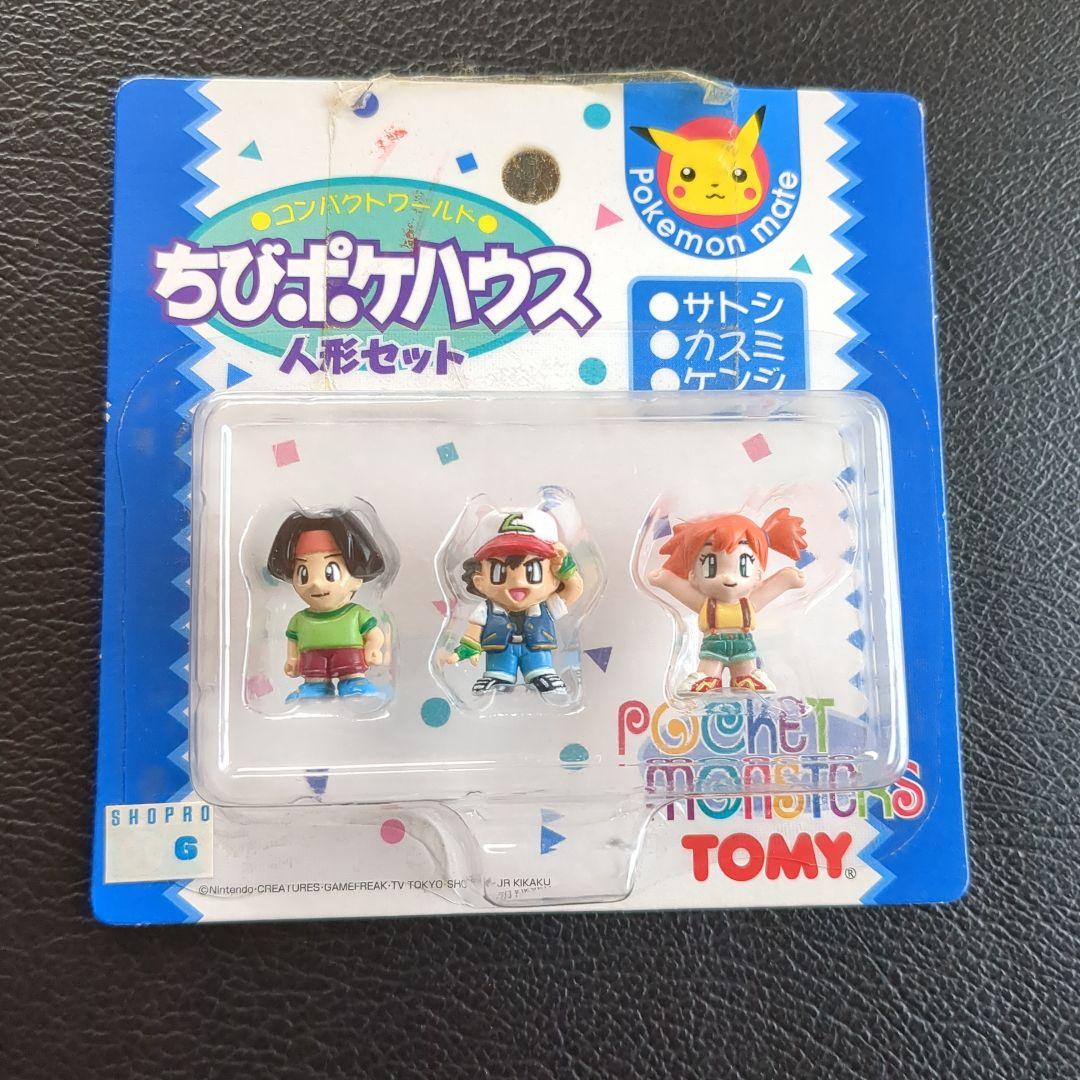 ●コンパクトワールド●
ちびポケハウス
人形セット
Pokemon mate
●サトシ
●カスミ
●ケンジ
POCKET
MONSTERS
TOMY®
SHOPRO
G
©Nintendo・CREATURES・GAMEFREAK・TV TOKYO・SHO JR KIKAKU